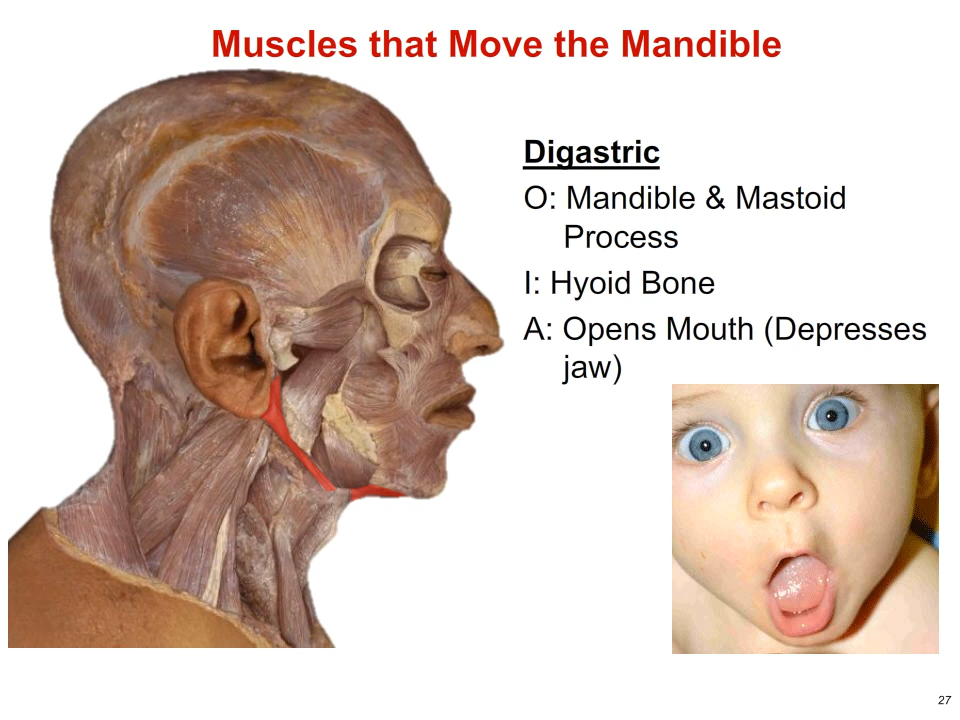 Muscles that Move the Mandible
Digastric
O: Mandible & Mastoid
Process
I: Hyoid Bone
A: Opens Mouth (Depresses
jaw)
27